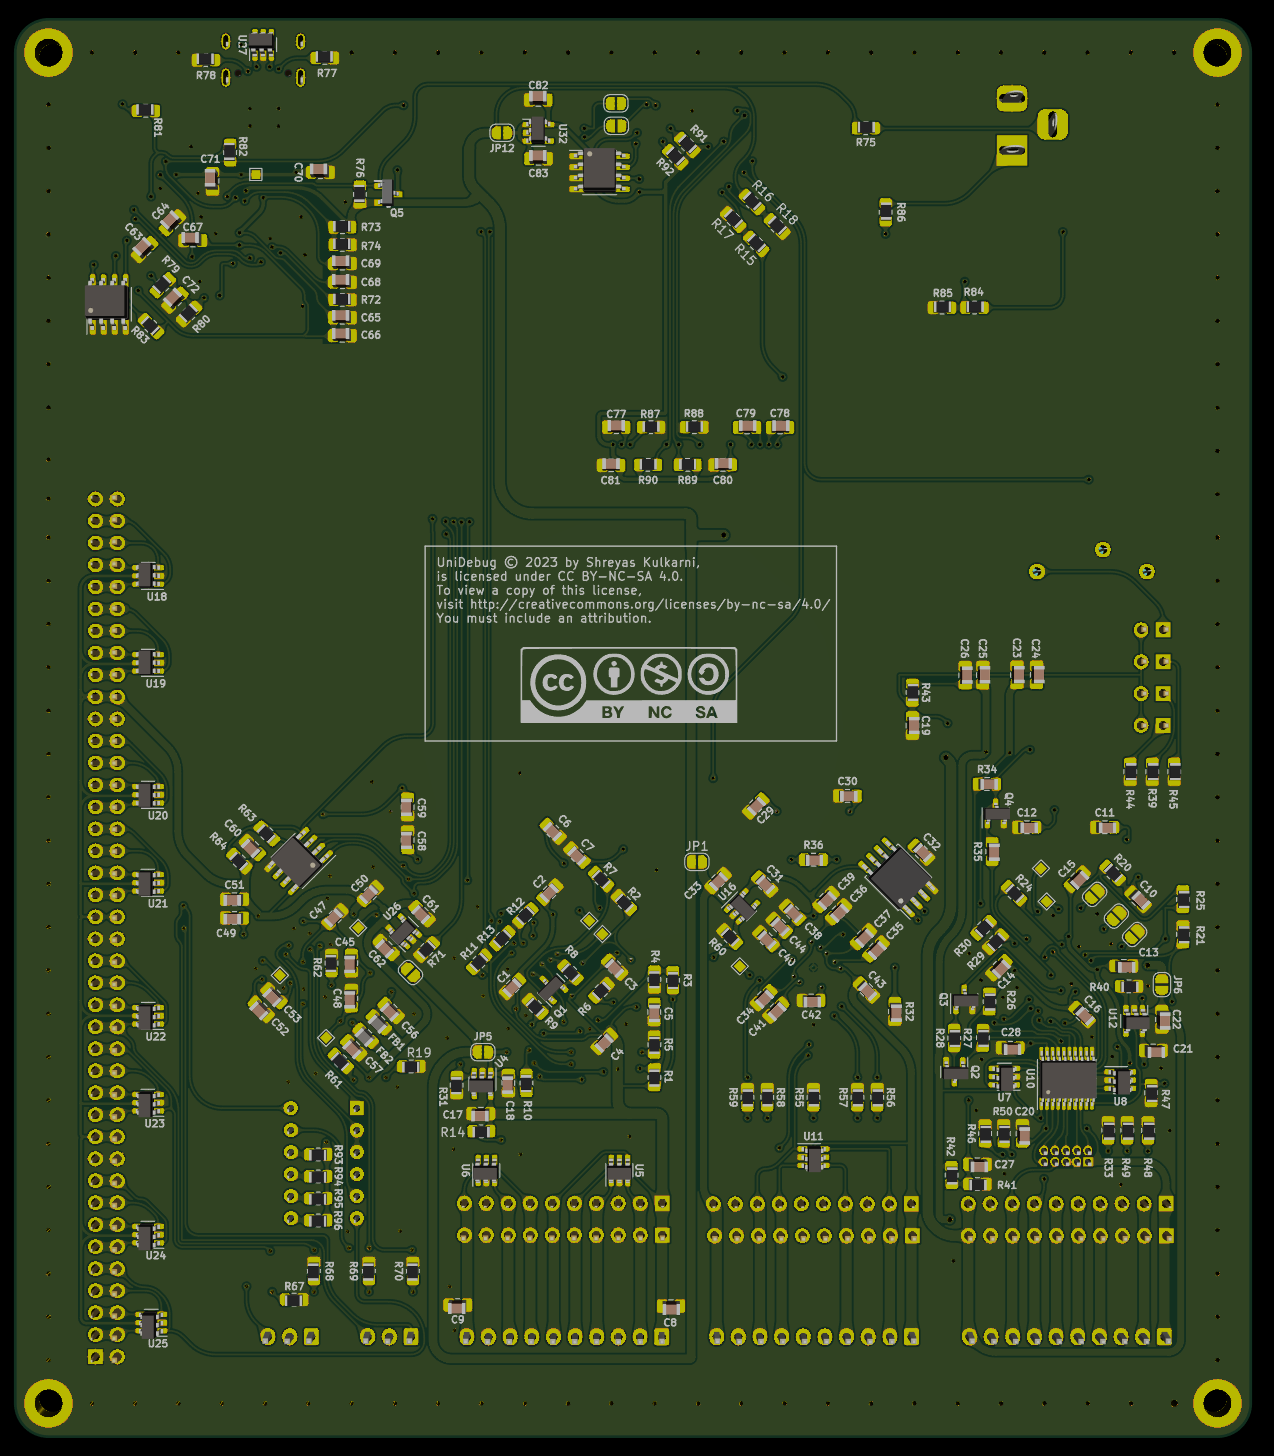 U37
R78
R77
R81
C82
U32
JP12
C83
R91
R92
R75
R82
C71
C70
R76
Q5
R16
R18
R17
R15
R86
C64
C67
C63
R73
R74
C69
C68
R72
C65
C66
R79
C72
R80
R83
R85
R84
C77
R87
R88
C79
C78
C81
R90
R89
C80
UniDebug © 2023 by Shreyas Kulkarni,
is licensed under CC BY-NC-SA 4.0.
To view a copy of this license,
visit http://creativecommons.org/licenses/by-nc-sa/4.0/
You must include an attribution.
CC
BY NC SA
U18
U19
U20
U21
U22
U23
U24
U25
C26
C25
C23
C24
R43
C19
R44
R39
R45
R34
Q4
C12
C11
R35
C30
C29
C59
C58
R63
C60
R64
C51
C49
C50
C47
C61
U26
C45
R62
C62
R71
C48
C53
C52
C56
FB1
FB2
C57
R61
R19
C6
C7
R7
R2
C2
R12
R13
R11
R8
C1
Q1
R9
R6
C3
R4
R3
C5
R5
R1
C4
JP5
U4
R31
C18
R10
C17
R14
U6
U5
JP1
C33
C31
U16
R60
R36
C39
C38
C36
C44
C40
C37
C35
C32
C43
C34
C41
C42
R32
R59
R58
R55
R57
R56
U11
C15
R20
C10
R24
R25
R21
R30
R29
C14
C13
R40
JP6
Q3
R26
C16
U12
C22
C21
R28
R27
C28
Q2
U7
U10
U8
R47
R46
R50
C20
R33
R49
R48
R42
C27
R41
R93
R94
R95
R96
R68
R69
R70
R67
C9
C8